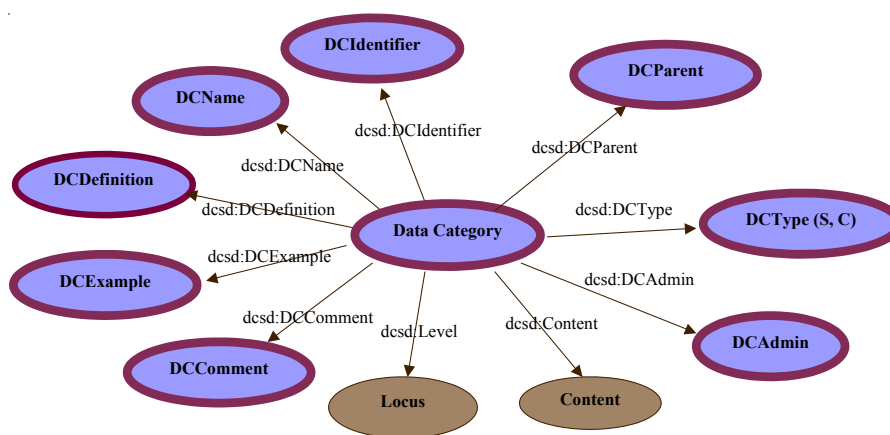 DCIdentifier
DCParent
DCName
dcsd:DCIdentifier
dcsd:DCParent
dcsd:DCName
DCDefinition
dcsd:DCDefinition
dcsd:DCType
DCType (S, C)
Data Category
dcsd:DCExample
DCExample
dcsd:DCAdmin
dcsd:DCComment
dcsd:Level
dcsd:Content
DCAdmin
DCComment
Locus
Content